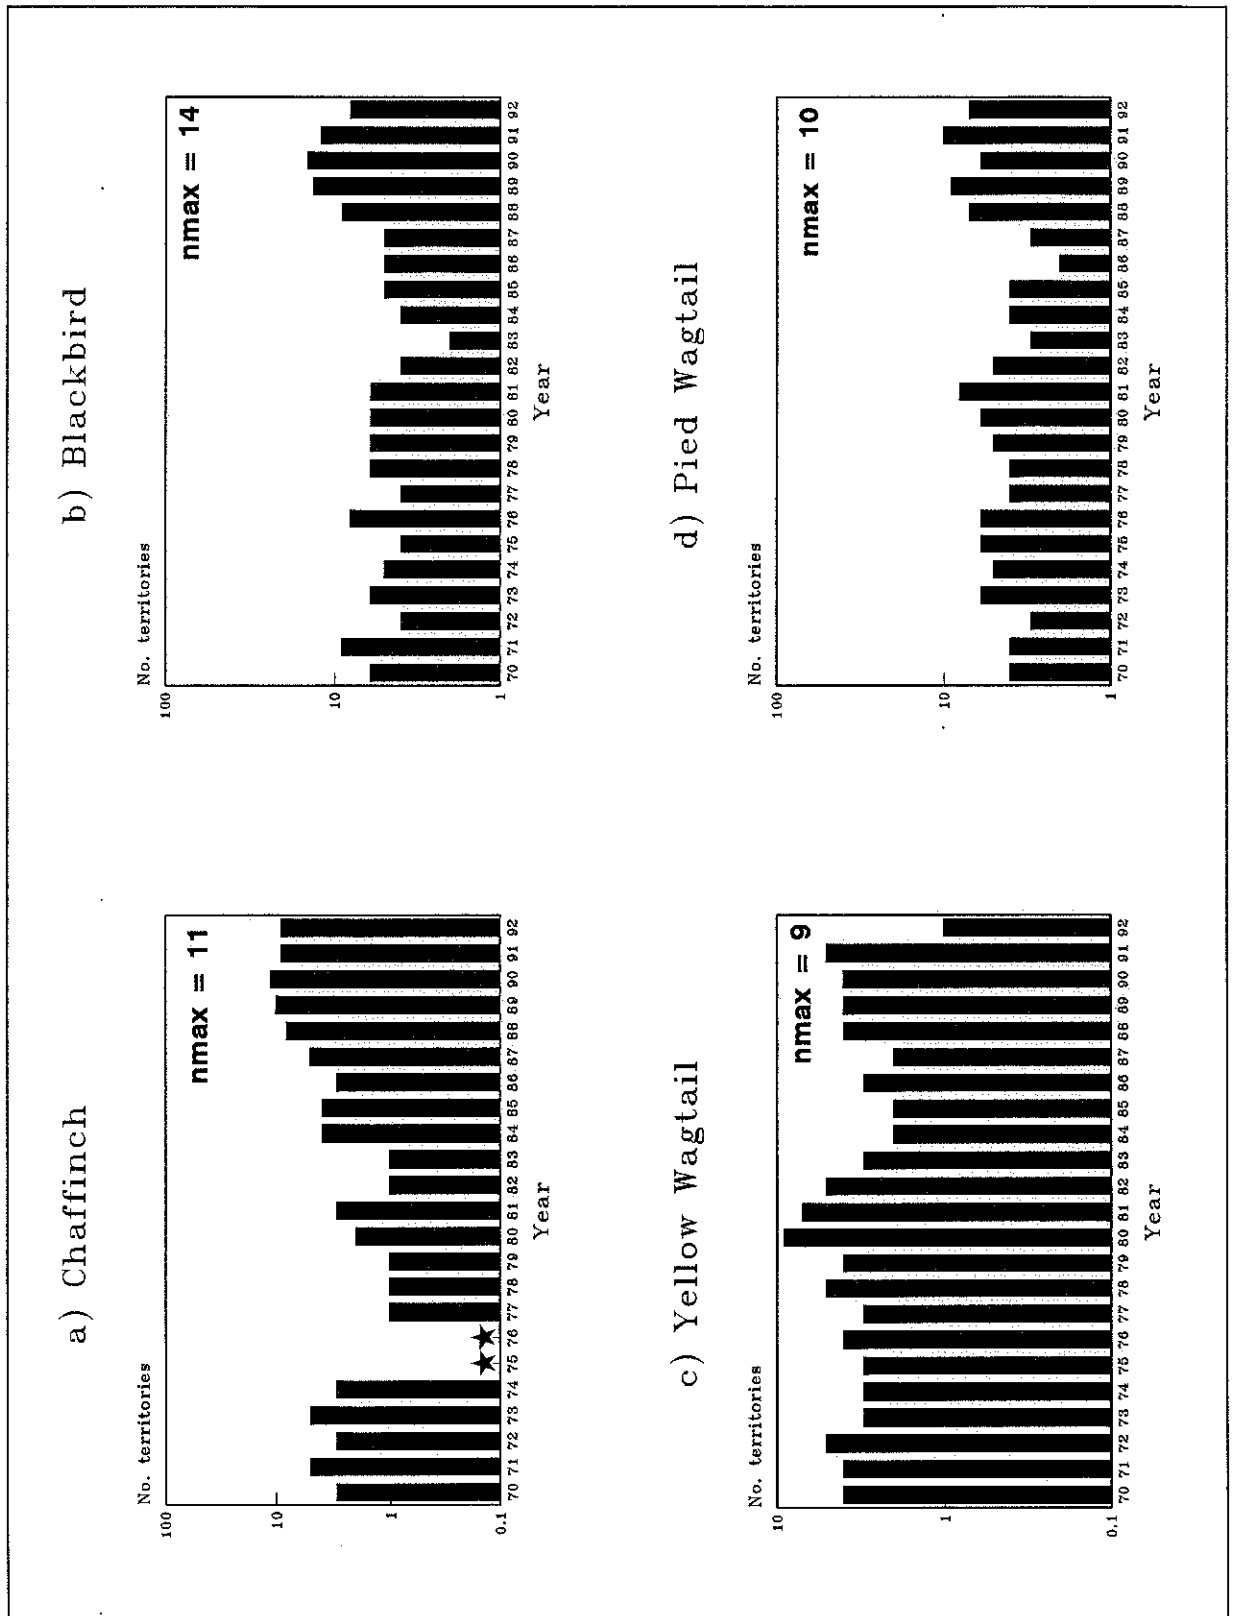 a) Chaffinch
No. territories
nmax = 11
100
10
1
0.1
70 71 72 73 74 75 76 77 78 79 80 81 82 83 84 85 86 87 88 89 90 91 92
Year
b) Blackbird
No. territories
nmax = 14
100
10
1
70 71 72 73 74 75 76 77 78 79 80 81 82 83 84 85 86 87 88 89 90 91 92
Year
c) Yellow Wagtail
No. territories
nmax = 9
10
1
0.1
70 71 72 73 74 75 76 77 78 79 80 81 82 83 84 85 86 87 88 89 90 91 92
Year
d) Pied Wagtail
No. territories
nmax = 10
100
10
1
70 71 72 73 74 75 76 77 78 79 80 81 82 83 84 85 86 87 88 89 90 91 92
Year